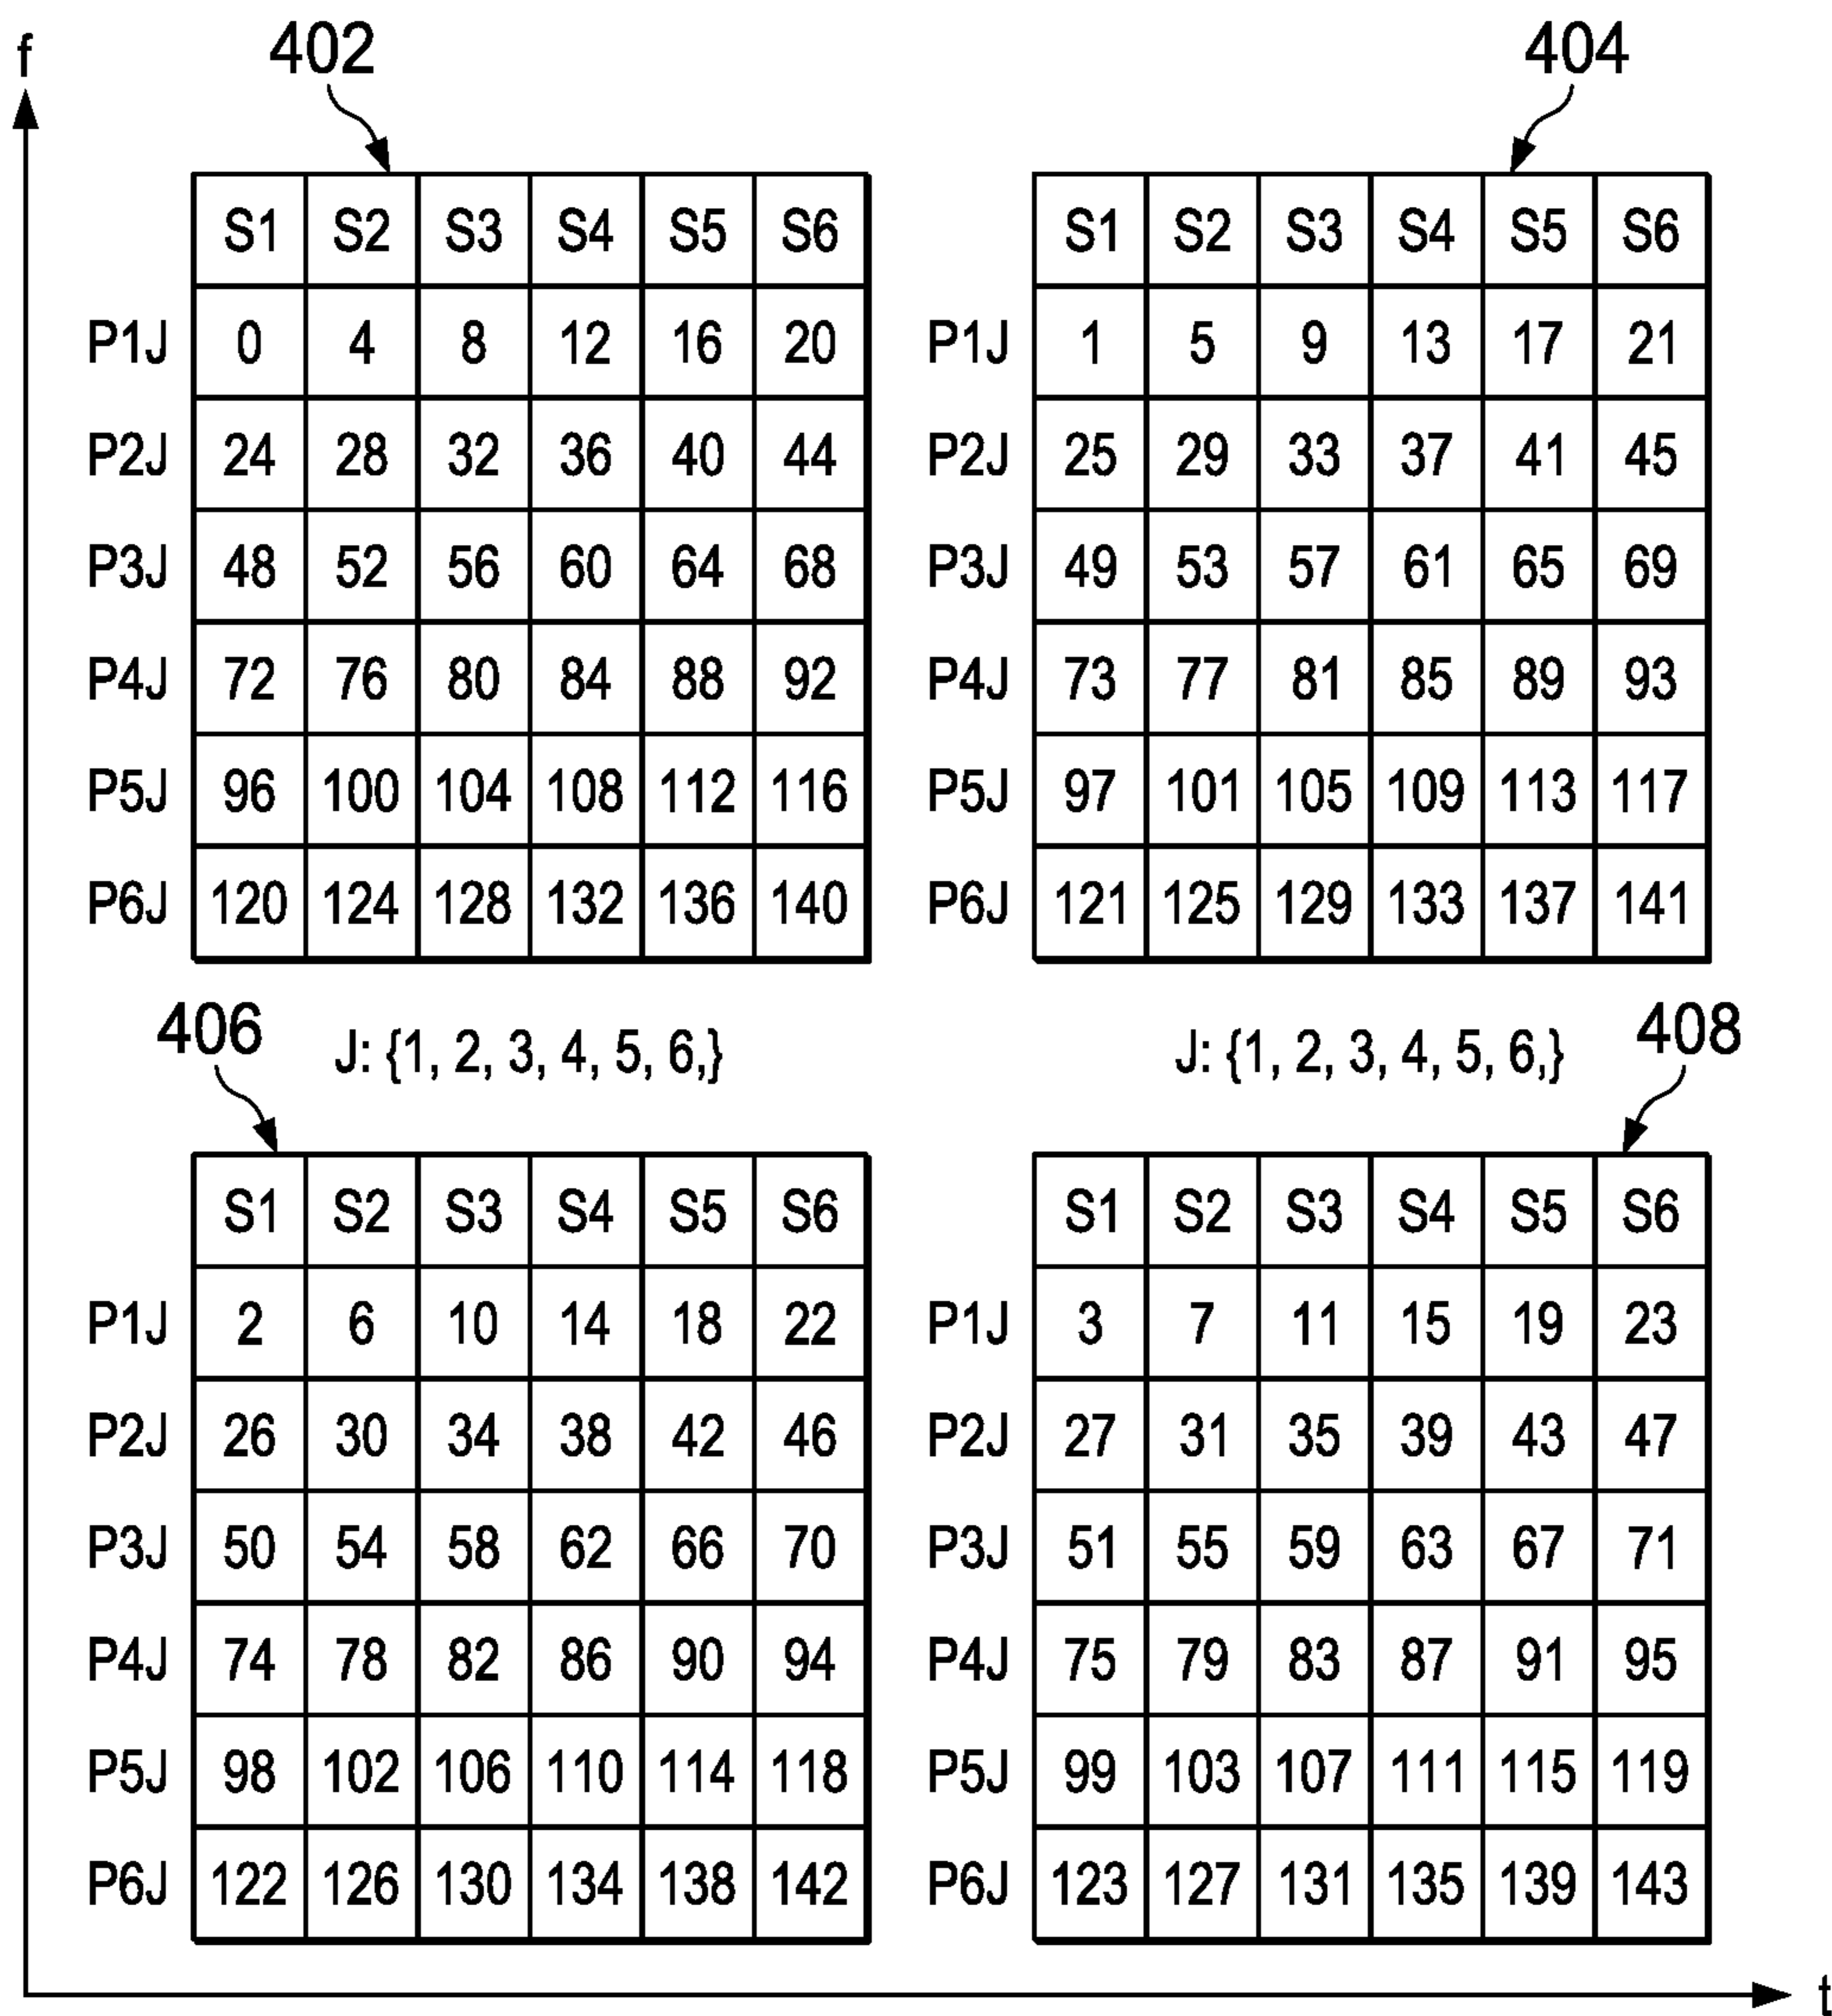 f
402
404
S1 S2 S3 S4 S5 S6
P1J 0 4 8 12 16 20
P2J 24 28 32 36 40 44
P3J 48 52 56 60 64 68
P4J 72 76 80 84 88 92
P5J 96 100 104 108 112 116
P6J 120 124 128 132 136 140
S1 S2 S3 S4 S5 S6
P1J 1 5 9 13 17 21
P2J 25 29 33 37 41 45
P3J 49 53 57 61 65 69
P4J 73 77 81 85 89 93
P5J 97 101 105 109 113 117
P6J 121 125 129 133 137 141
406
J: {1, 2, 3, 4, 5, 6,}
J: {1, 2, 3, 4, 5, 6,}
408
S1 S2 S3 S4 S5 S6
P1J 2 6 10 14 18 22
P2J 26 30 34 38 42 46
P3J 50 54 58 62 66 70
P4J 74 78 82 86 90 94
P5J 98 102 106 110 114 118
P6J 122 126 130 134 138 142
S1 S2 S3 S4 S5 S6
P1J 3 7 11 15 19 23
P2J 27 31 35 39 43 47
P3J 51 55 59 63 67 71
P4J 75 79 83 87 91 95
P5J 99 103 107 111 115 119
P6J 123 127 131 135 139 143
t